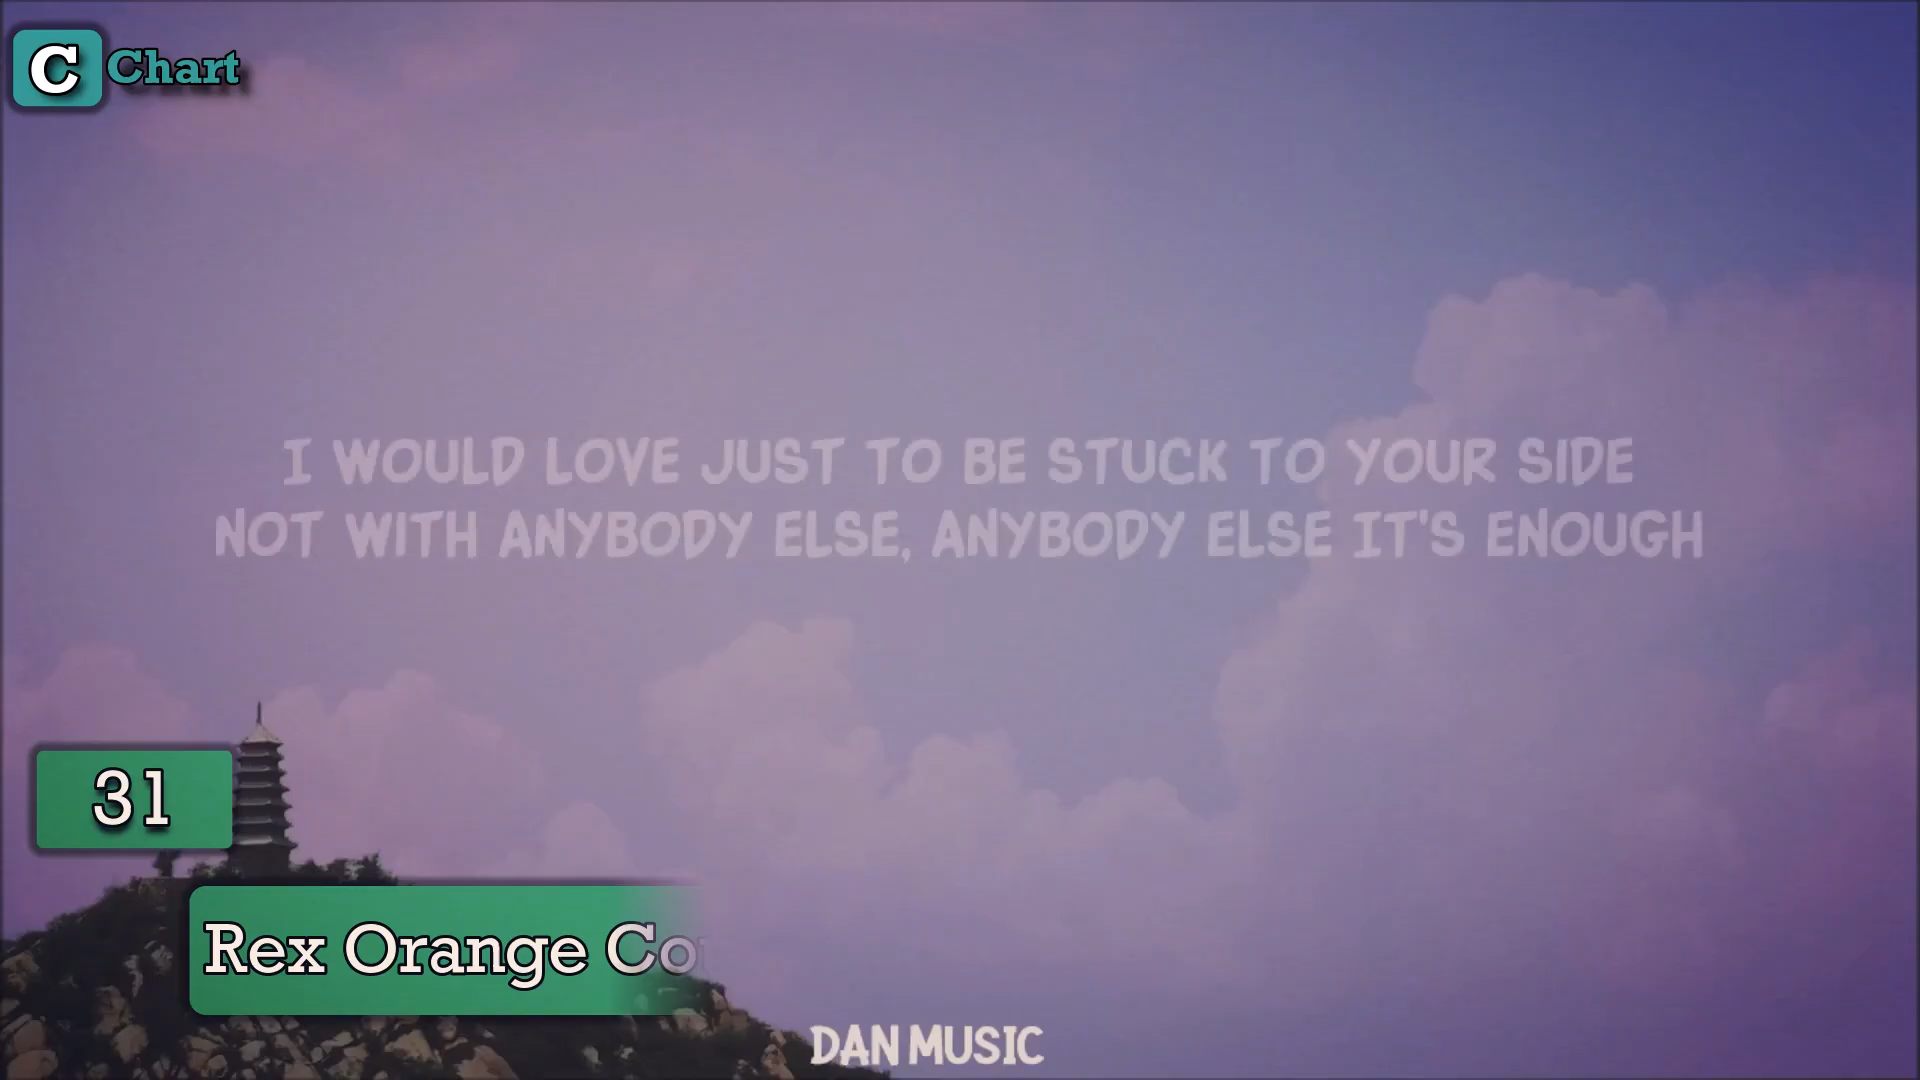 C Chart
I WOULD LOVE JUST TO BE STUCK TO YOUR SIDE
NOT WITH ANYBODY ELSE, ANYBODY ELSE IT'S ENOUGH
31
Rex Orange
DAN MUSIC